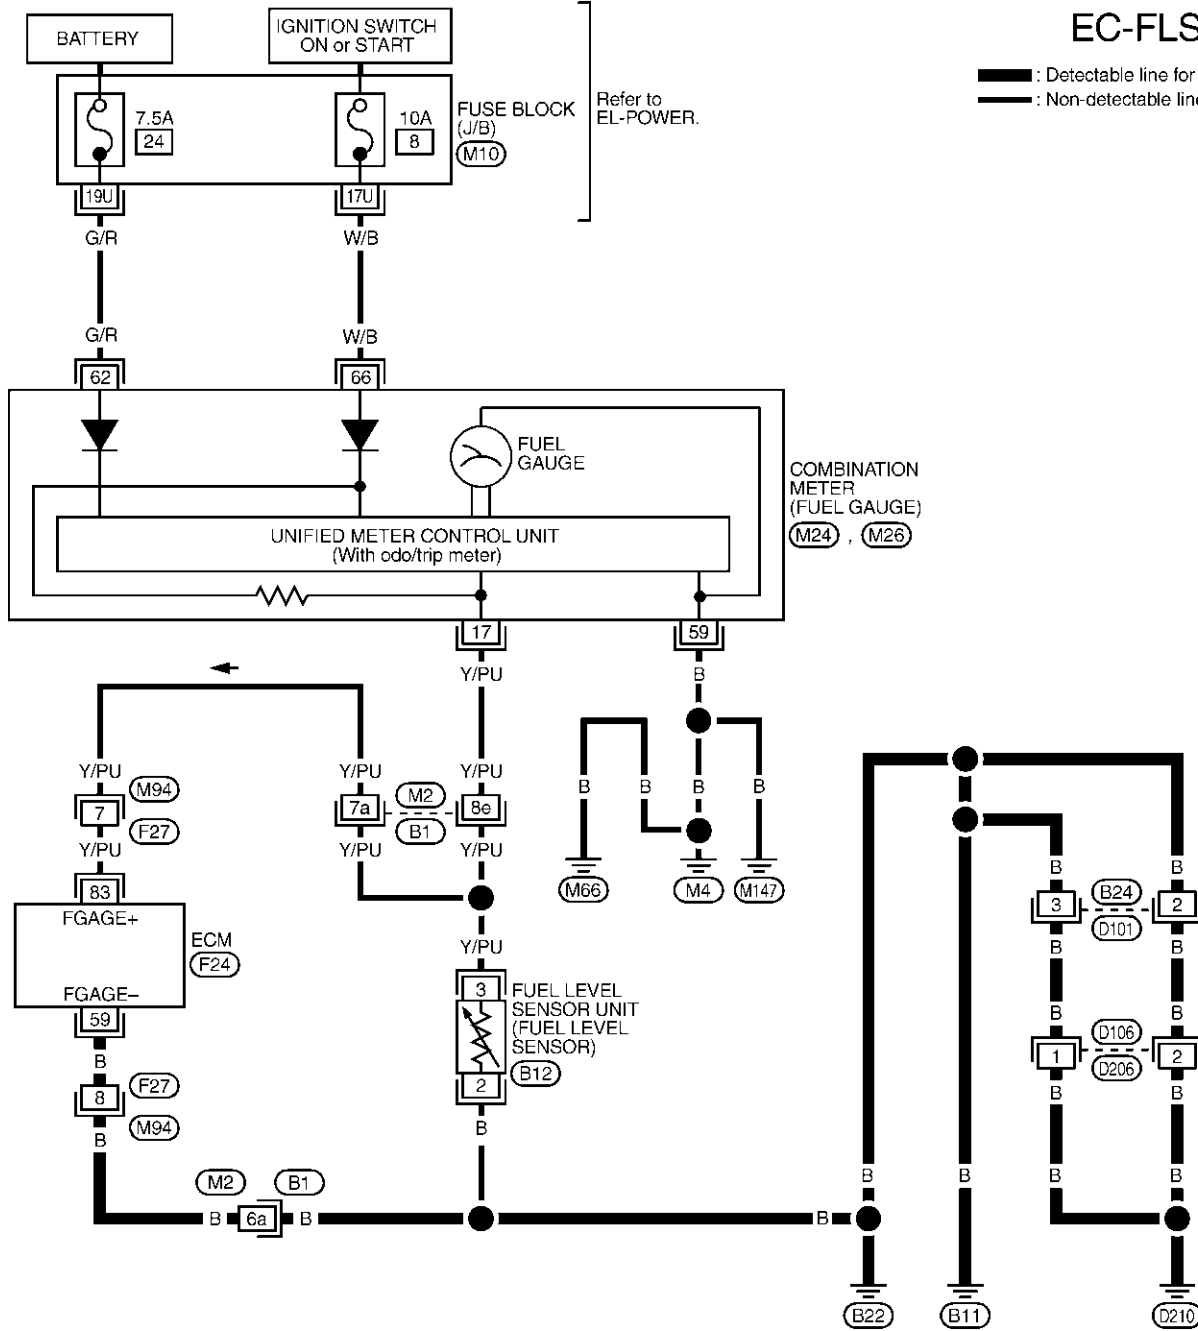 EC-FLS
: Detectable line for
: Non-detectable line
BATTERY
IGNITION SWITCH
ON or START
7.5A
24
10A
8
FUSE BLOCK
(J/B)
M10
Refer to
EL-POWER.
19U
17U
G/R
W/B
G/R
W/B
62
66
FUEL
GAUGE
COMBINATION
METER
(FUEL GAUGE)
M24 , M26
UNIFIED METER CONTROL UNIT
(With odo/trip meter)
17
59
Y/PU
B
Y/PU
M94
7
F27
Y/PU
Y/PU
7a
M2
B1
Y/PU
Y/PU
8e
Y/PU
B
B
B
B
M66
M4
M147
83
FGAGE+
ECM
F24
FGAGE–
59
B
8
F27
M94
B
Y/PU
3
FUEL LEVEL
SENSOR UNIT
(FUEL LEVEL
SENSOR)
B12
2
B
B
B
3
B24
D101
2
B
B
B
B
1
D106
D206
2
B
B
B
B
B
B
M2
B1
B
6a
B
B
B22
B11
D210